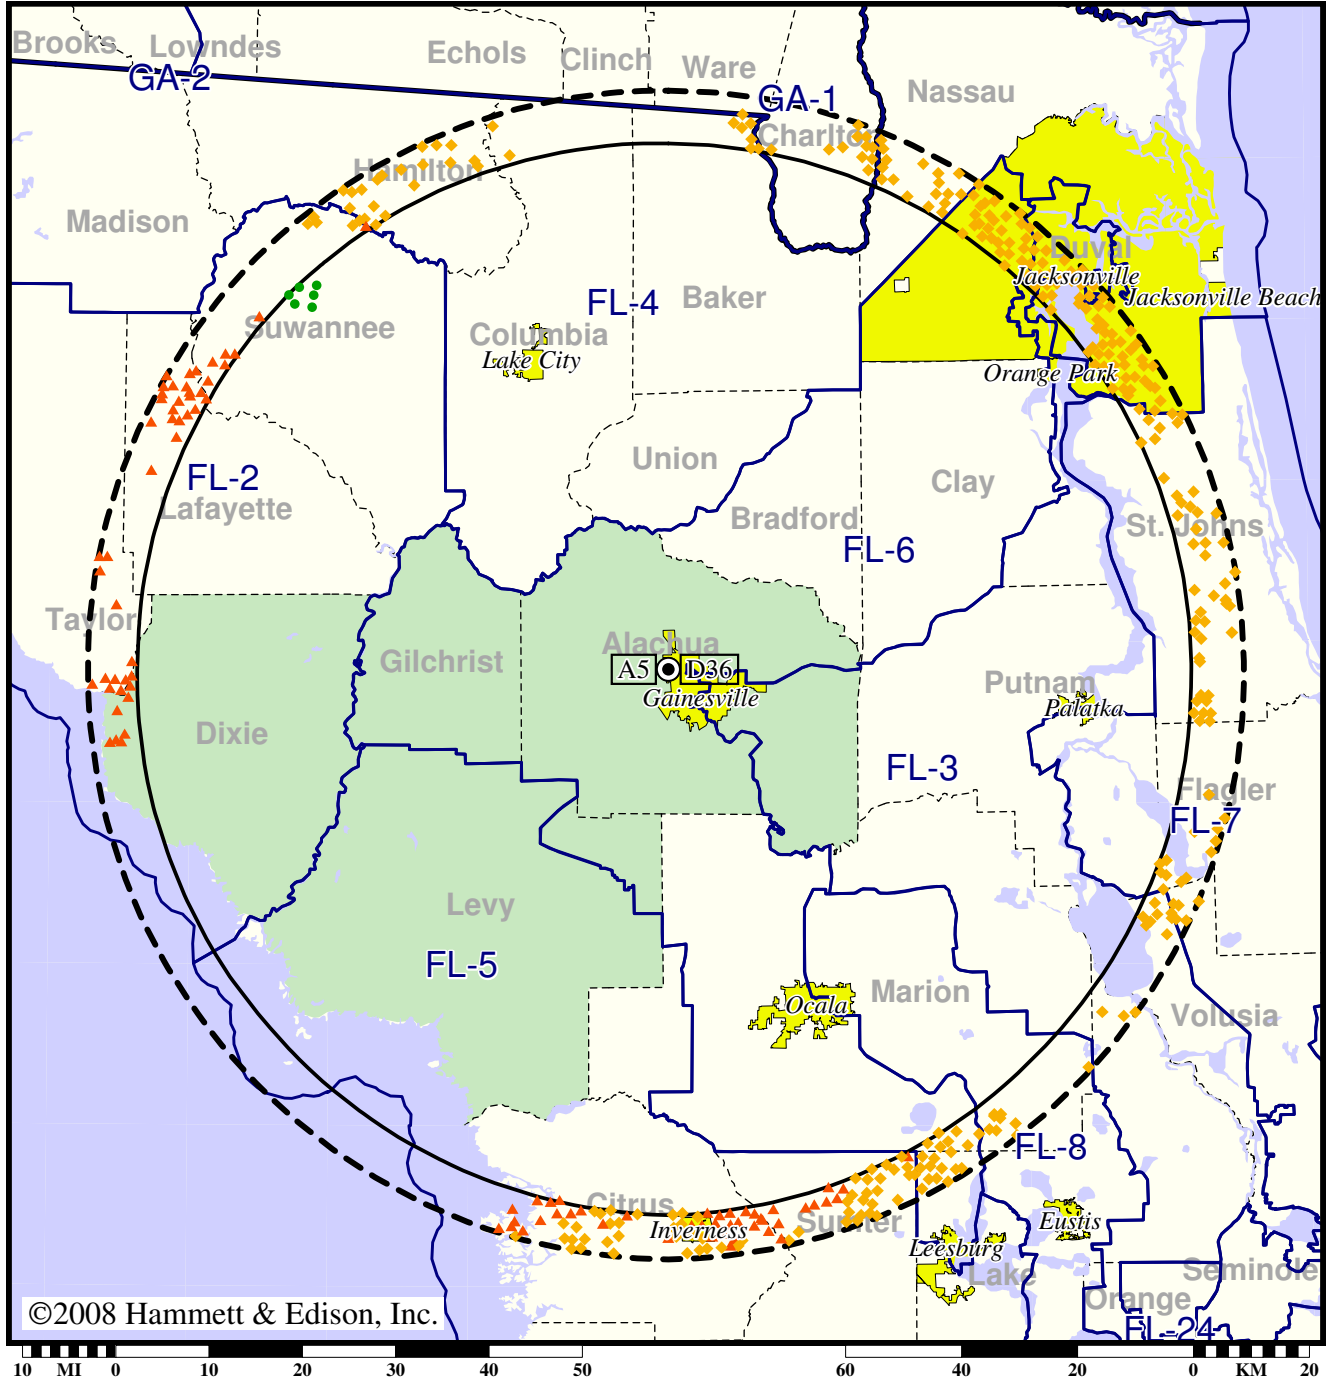 Brooks
Lowndes
Echols
Clinch
Ware
Nassau
GA-2
GA-1
Charlton
Hamilton
Madison
Duval
Jacksonville
Jacksonville Beach
FL-4
Baker
Suwannee
Columbia
Lake City
Orange Park
Union
FL-2
Lafayette
Clay
Bradford
St. Johns
FL-6
Taylor
Alachua
Gilchrist
A5
D36
Gainesville
Putnam
Palatka
Dixie
FL-3
Flagler
FL-7
Levy
FL-5
Marion
Ocala
Volusia
FL-8
Citrus
Inverness
Sumter
Eustis
Leesburg
Lake
Seminole
Orange
FL-24
©2008 Hammett & Edison, Inc.
10 MI 0 10 20 30 40 50 60 40 20 0 KM 20